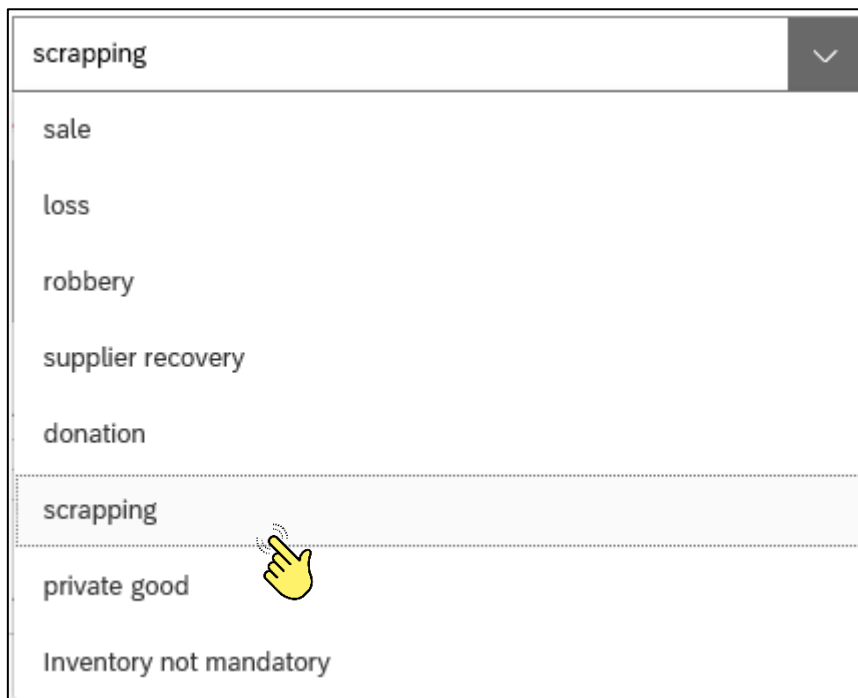 scrapping
sale
loss
robbery
supplier recovery
donation
scrapping
private good
Inventory not mandatory